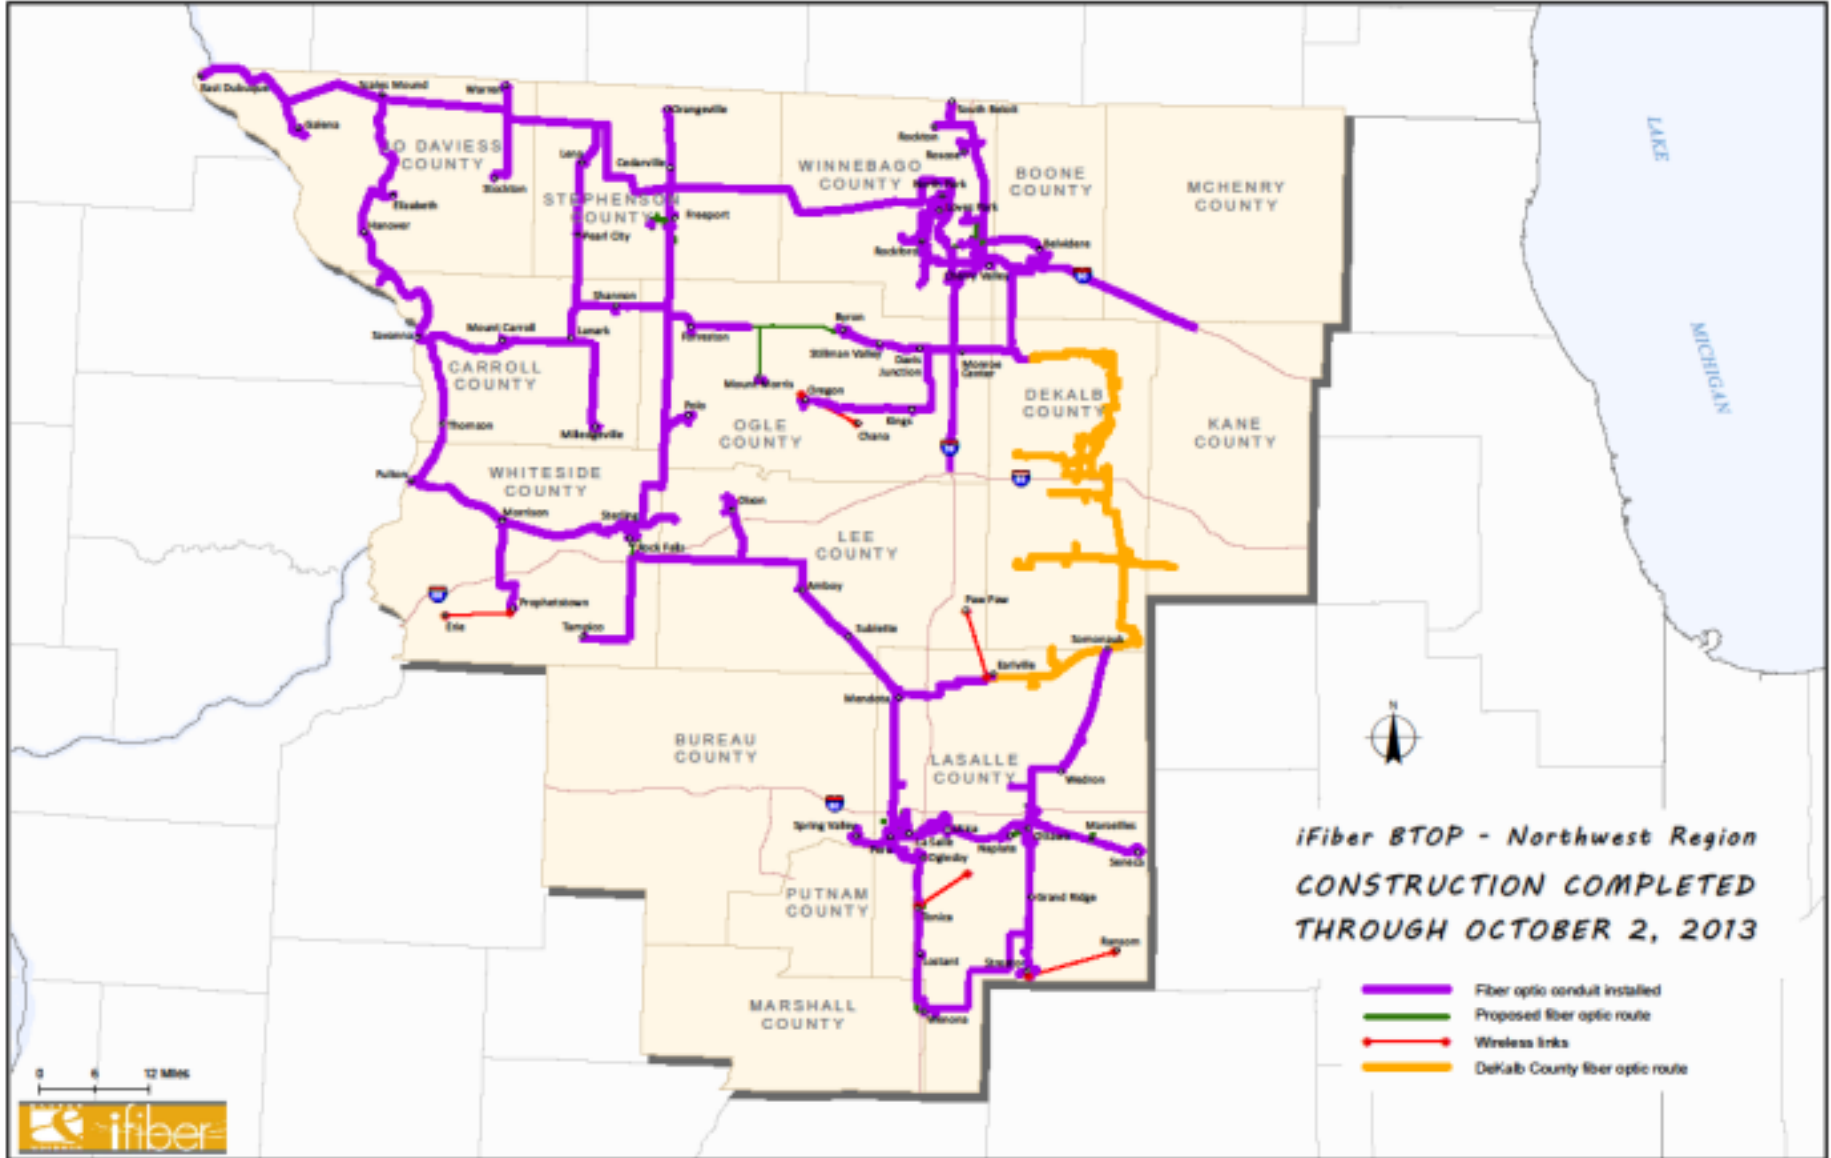 East Dubuque
Scales Mound
Warren
Galena
JO DAVIESS
COUNTY
Stockton
Elizabeth
Hanover
Orangeville
Lena
Cedarville
STEPHENSON
COUNTY
Freeport
Pearl City
South Beloit
Rockton
Roscoe
WINNEBAGO
COUNTY
North Park
Loves Park
Rockford
Cherry Valley
BOONE
COUNTY
Belvidere
MCHENRY
COUNTY
LAKE
MICHIGAN
Savanna
Mount Carroll
Shannon
Lanark
CARROLL
COUNTY
Thomson
Milledgeville
Forreston
Byron
Stillman Valley
Davis
Junction
Monroe
Center
Mount Morris
Oregon
Kings
Chana
Polo
OGLE
COUNTY
DEKALB
COUNTY
KANE
COUNTY
Fulton
WHITESIDE
COUNTY
Morrison
Sterling
Rock Falls
Dixon
LEE
COUNTY
Amboy
Prophetstown
Erie
Tampico
Sublette
Paw Paw
Earlville
Somonauk
Mendota
BUREAU
COUNTY
LASALLE
COUNTY
Wedron
Spring Valley
Peru
La Salle
Utica
Oglesby
Naplate
Ottawa
Marseilles
Seneca
PUTNAM
COUNTY
Tonica
Grand Ridge
Lostant
Streator
Ransom
MARSHALL
COUNTY
Wenona
N
iFiber BTOP - Northwest Region
CONSTRUCTION COMPLETED
THROUGH OCTOBER 2, 2013
Fiber optic conduit installed
Proposed fiber optic route
Wireless links
DeKalb County fiber optic route
0 6 12 Miles
ifiber